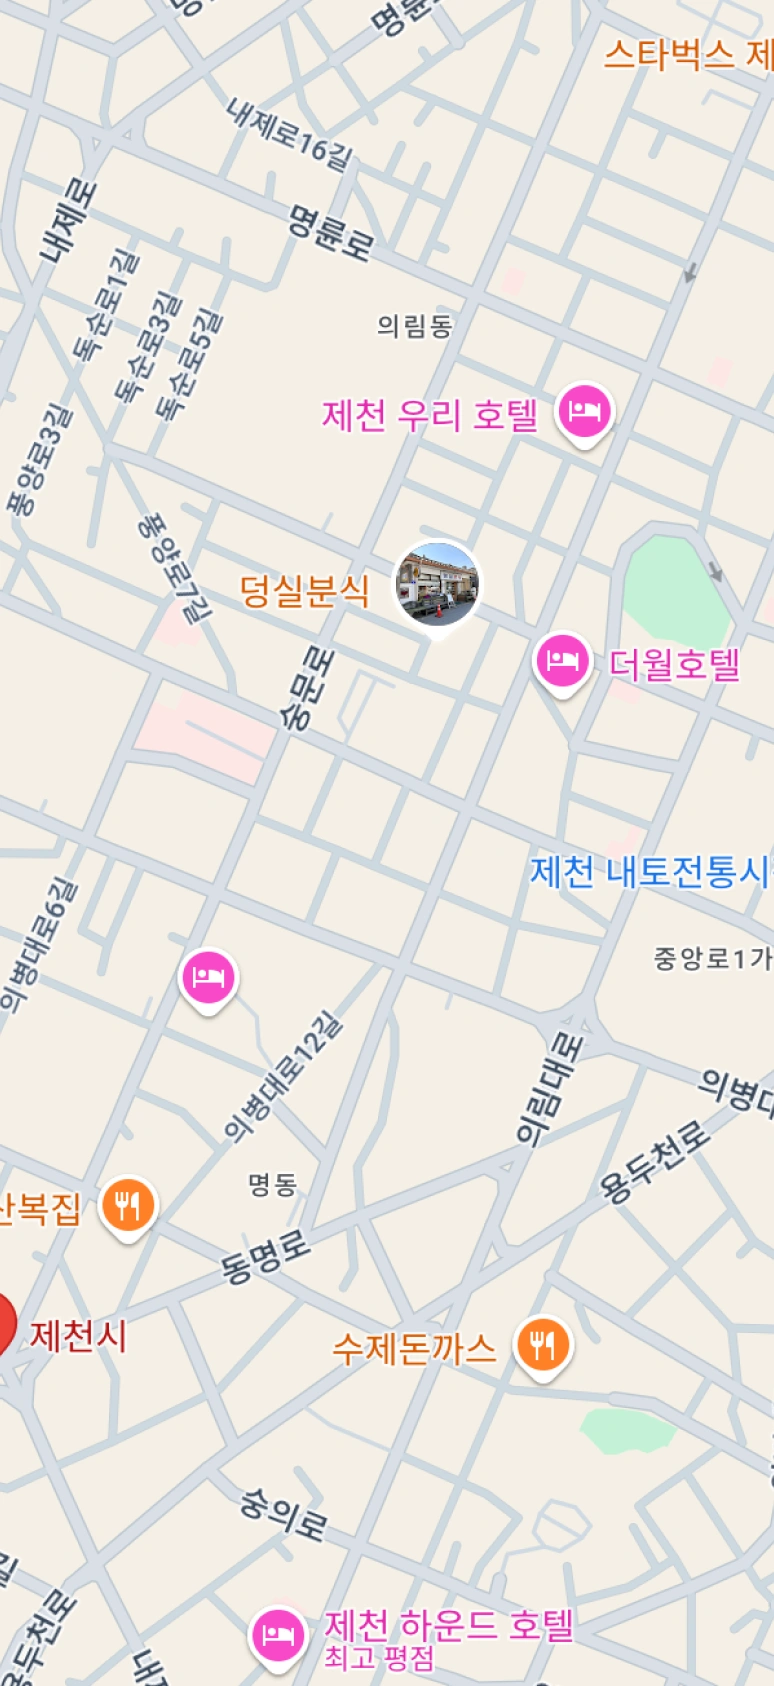 스타벅스 제
내제로16길
내제로
명륜로
독순로1길
독순로3길
독순로5길
의림동
제천 우리 호텔
풍양로3길
풍양로7길
덩실분식
숭문로
더월호텔
제천 내토전통시
의병대로6길
중앙로1가
의병대로12길
의림대로
의병대
용두천로
명동
산복집
동명로
제천시
수제돈까스
숭의로
용두천로
제천 하운드 호텔
최고 평점